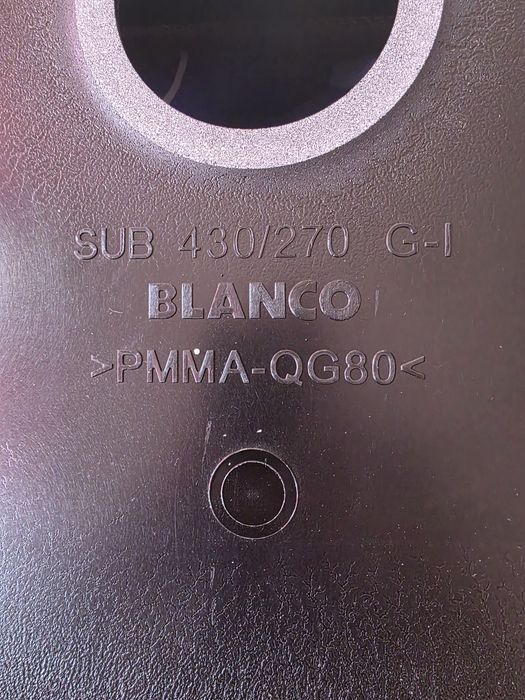 SUB 430/270 G-I
BLANCO
>PMMA-QG80<